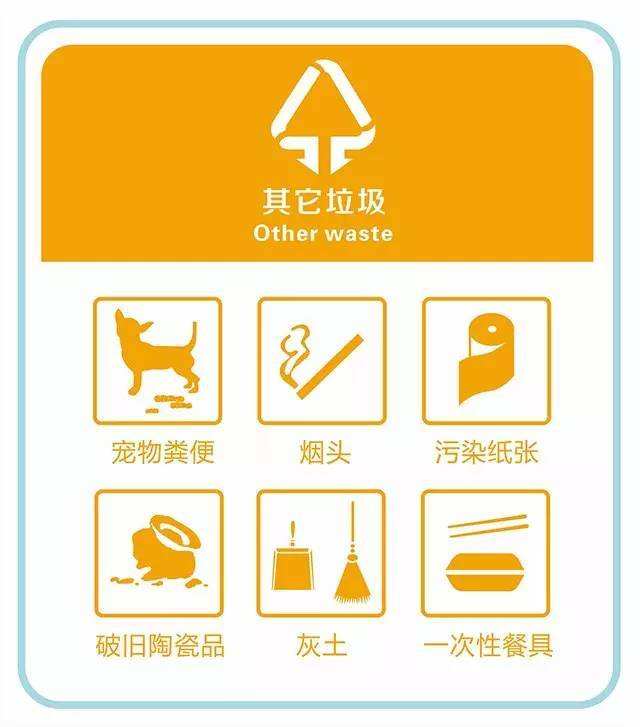 其它垃圾
Other waste
宠物粪便
烟头
污染纸张
破旧陶瓷品
灰土
一次性餐具